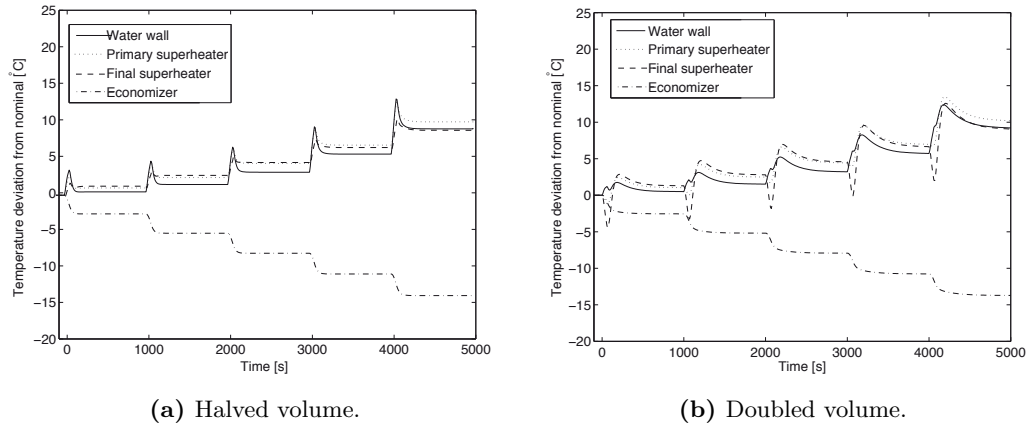 25
20
15
10
5
0
−5
−10
−15
−20
Temperature deviation from nominal [°C]
Water wall
Primary superheater
Final superheater
Economizer
0 1000 2000 3000 4000 5000
Time [s]
(a) Halved volume.
25
20
15
10
5
0
−5
−10
−15
−20
Temperature deviation from nominal [°C]
Water wall
Primary superheater
Final superheater
Economizer
0 1000 2000 3000 4000 5000
Time [s]
(b) Doubled volume.